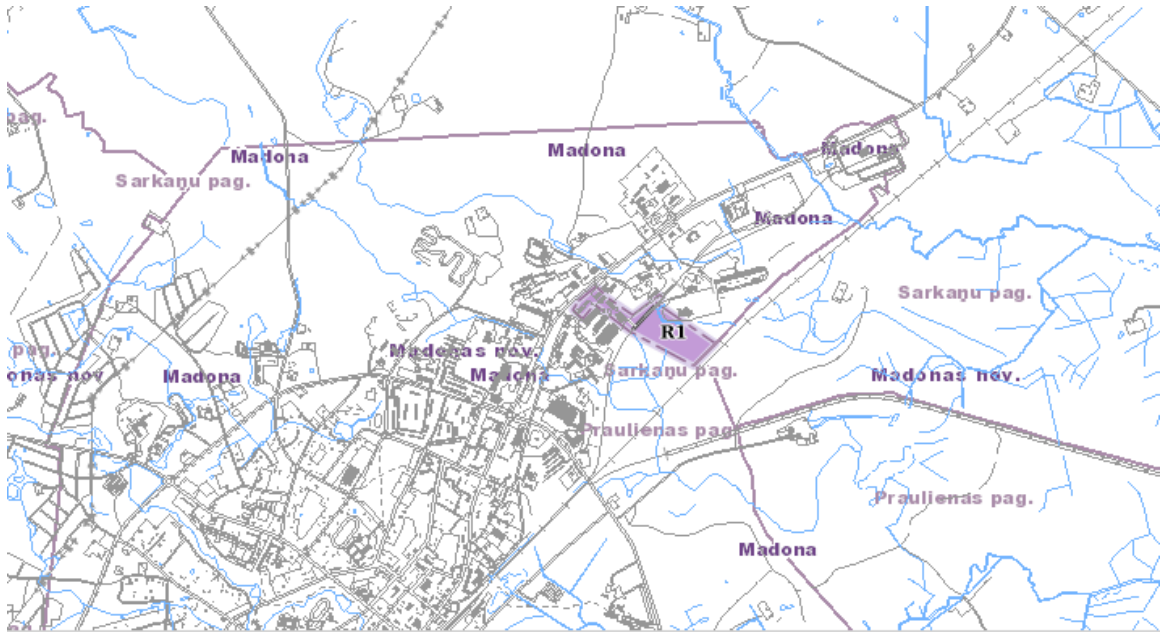 pag.
Madona
Madona
Madona
Sarkaņu pag.
Madona
Sarkaņu pag.
R1
Madonas nov.
pag.
onas nov
Madona
Madona
Sarkaņu pag.
Madonas nov.
Praulienas pag.
Praulienas pag.
Madona